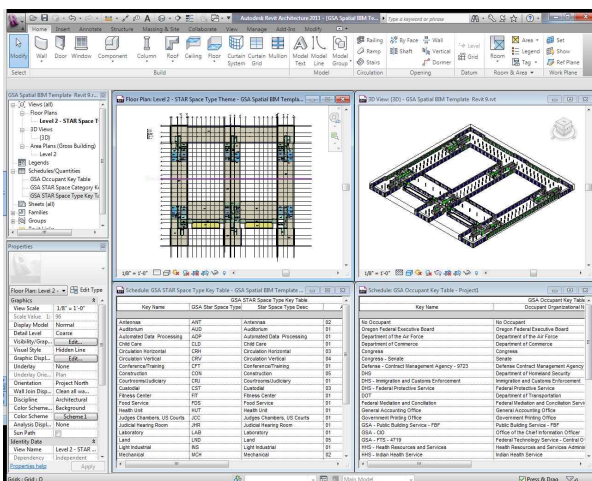 Autodesk Revit Architecture 2011 - [GSA Spatial BIM Te...
Type a keyword or phrase
Home Insert Annotate Structure Massing & Site Collaborate View Manage Add-Ins Modify
Modify Wall Door Window Component Column Roof Ceiling Floor Curtain System Curtain Grid Mullion Model Text Model Line Model Group
Railing Ramp Stairs By Face Shaft Wall Vertical Dormer Level Grid Room Area Legend Tag Set Show Ref Plane
Select Build Model Circulation Opening Datum Room & Area Work Plane
GSA Spatial BIM Template Revit 9.r...
Views (all)
Floor Plans
Level 2 - STAR Space T
3D Views
{3D}
Area Plans (Gross Building)
Level 2
Legends
Schedules/Quantities
GSA Occupant Key Table
GSA STAR Space Category K
GSA STAR Space Type Key T
Sheets (all)
Families
Groups
Properties
Floor Plan: Level 2 - Edit Type
Graphics
View Scale 1/8" = 1'-0"
Scale Value 1: 96
Display Model Normal
Detail Level Coarse
Visibility/Grap... Edit...
Visual Style Hidden Line
Graphic Displ... Edit...
Underlay None
Underlay Orie... Plan
Orientation Project North
Wall Join Disp... Clean all wa...
Discipline Architectural
Color Scheme... Background
Color Scheme Scheme 1
Analysis Displ... None
Sun Path
Identity Data
View Name Level 2 - STAR ...
Dependency Independent
Properties help Apply
Floor Plan: Level 2 - STAR Space Type Theme - GSA Spatial BIM Templa...
1/8" = 1'-0"
3D View: {3D} - GSA Spatial BIM Template Revit 9.rvt
1/8" = 1'-0"
Schedule: GSA STAR Space Type Key Table - GSA Spatial BIM Template ...
GSA STAR Space Type Key Table
Key Name GSA Star Space Type Star Space Type Desc
Antennas ANT Antennas 02
Auditorium AUD Auditorium 01
Automated Data Processing ADP Automated Data Processing 01
Child Care CLD Child Care 01
Circulation Horizontal CRH Circulation Horizontal 03
Circulation Vertical CRV Circulation Vertical 04
Conference/Training CFT Conference/Training 01
Construction CON Construction 05
Courtrooms/Judiciary CRJ Courtrooms/Judiciary 01
Custodial CST Custodial 03
Fitness Center FIT Fitness Center 01
Food Service FDS Food Service 01
Health Unit HUT Health Unit 01
Judges Chambers, US Courts JCC Judges Chambers, US Courts 01
Judicial Hearing Room JHR Judicial Hearing Room 01
Laboratory LAB Laboratory 01
Land LND Land 05
Light Industrial INS Light Industrial 01
Mechanical MCH Mechanical 03
Schedule: GSA Occupant Key Table - Project1
GSA Occupant Key Table
Key Name Occupant Organizational N
No Occupant No Occupant
Oregon Federal Executive Board Oregon Federal Executive Board
Department of the Air Force Department of the Air Force
Department of Commerce Department of Commerce
Congress Congress
Congress - Senate Congress - Senate
Defense - Contract Management Agency - 9723 Defense Contract Management Agency
DHS Department of Homeland Security
DHS - Immigration and Customs Enforcement Immigration and Customs Enforcement
DHS - Federal Protective Service Federal Protective Service
DOT Department of Transportation
Federal Mediation and Conciliation Federal Mediation and Conciliation Servi
General Accounting Office General Accounting Office
Government Printing Office Government Printing Office
GSA - Public Building Service - FBF Public Building Service - FBF
GSA - CIO Office of the Chief Information Officer
GSA - FTS - 4719 Federal Technology Service - Central O
HHS - Health Resources and Services Health Resources and Services Admini
HHS - Indian Health Service Indian Health Service
Grids : Grid : O
Main Model
Press & Drag